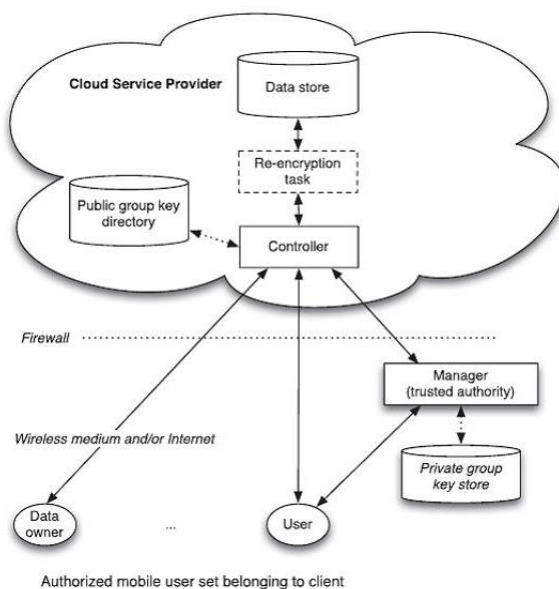 Cloud Service Provider
Data store
Re-encryption
task
Public group key
directory
Controller
Firewall
Manager
(trusted authority)
Wireless medium and/or Internet
Private group
key store
Data
owner
...
User
Authorized mobile user set belonging to client